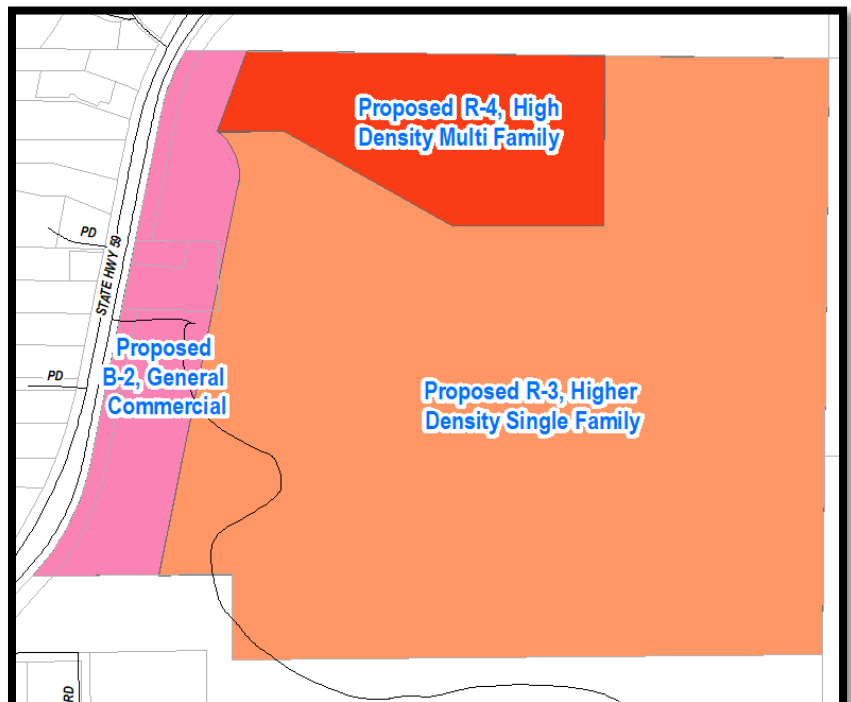 Proposed R-4, High
Density Multi Family
PD
STATE HWY 59
Proposed
B-2, General
Commercial
PD
Proposed R-3, Higher
Density Single Family
RD